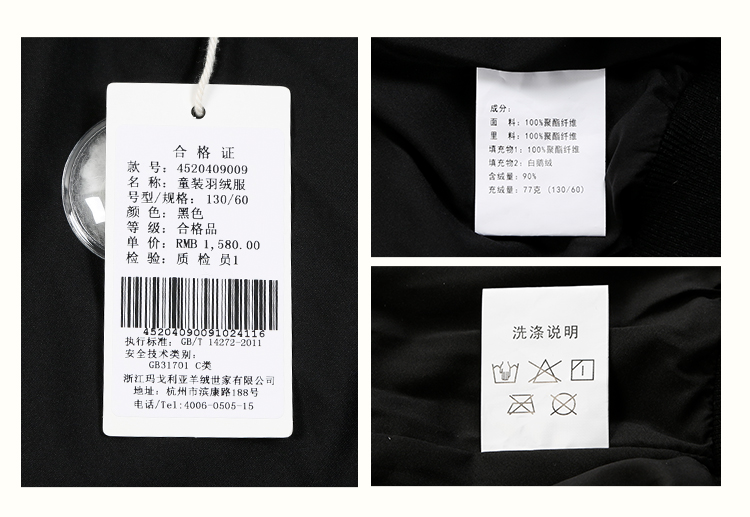 合格证
款 号：4520409009
名 称：童装羽绒服
号型/规格：130/60
颜 色：黑色
等 级：合格品
单 价：RMB 1,580.00
检 验：质 检 员1
45204090091024116
执行标准：GB/T 14272-2011
安全技术类别：
GB31701 C类
浙江玛戈利亚羊绒世家有限公司
地址：杭州市滨康路188号
电话/Tel:4006-0505-15
成分：
面 料：100%聚酯纤维
里 料：100%聚酯纤维
填充物1：100%聚酯纤维
填充物2：白鹅绒
含绒量：90%
充绒量：77克（130/60）
洗涤说明